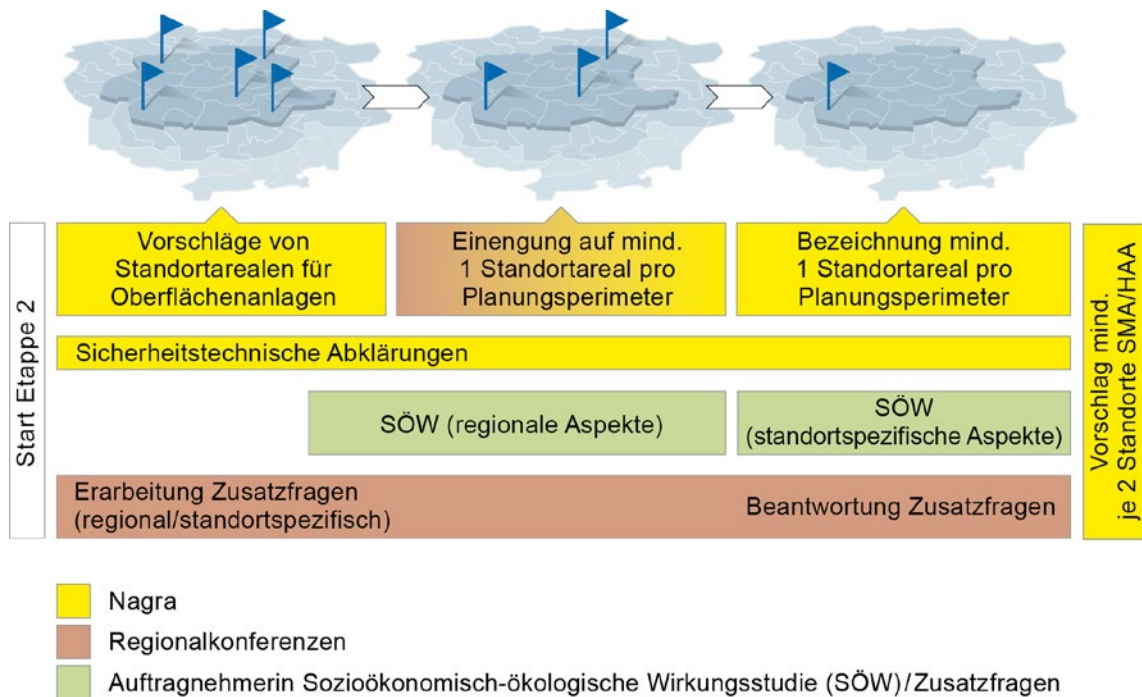 Start Etappe 2
Vorschläge von
Standortarealen für
Oberflächenanlagen
Einengung auf mind.
1 Standortareal pro
Planungsperimeter
Bezeichnung mind.
1 Standortareal pro
Planungsperimeter
Sicherheitstechnische Abklärungen
SÖW (regionale Aspekte)
SÖW
(standortspezifische Aspekte)
Erarbeitung Zusatzfragen
(regional/standortspezifisch)
Beantwortung Zusatzfragen
Vorschlag mind.
je 2 Standorte SMA/HAA
Nagra
Regionalkonferenzen
Auftragnehmerin Sozioökonomisch-ökologische Wirkungsstudie (SÖW)/Zusatzfragen